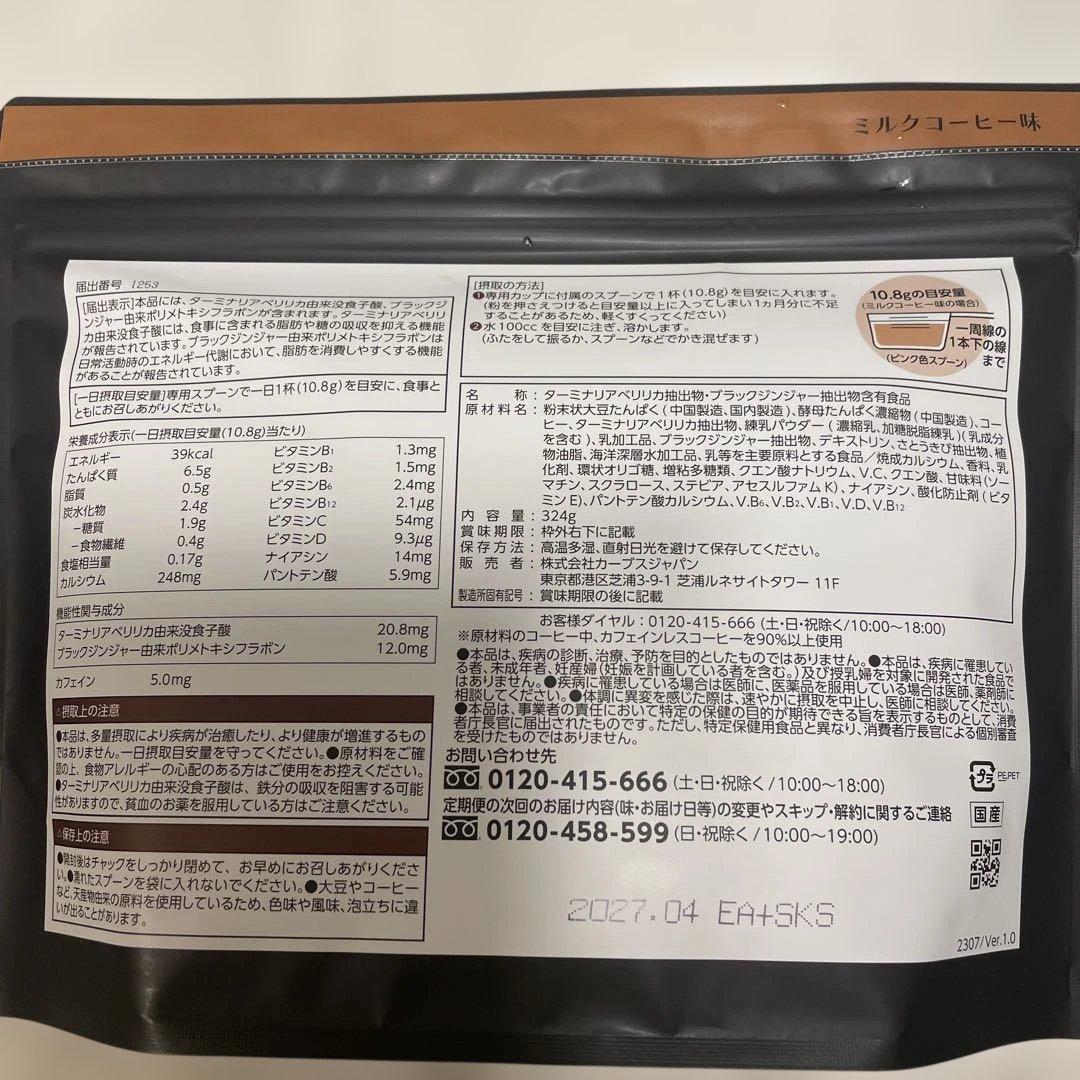 ミルクコーヒー味
届出番号 I253
[届出表示]本品には、ターミナリアベリリカ由来没食子酸、ブラックジ
ンジャー由来ポリメトキシフラボンが含まれます。ターミナリアベリリ
カ由来没食子酸には、食事に含まれる脂肪や糖の吸収を抑える機能
が報告されています。ブラックジンジャー由来ポリメトキシフラボンは
日常活動時のエネルギー代謝において、脂肪を消費しやすくする機能
があることが報告されています。
[一日摂取目安量]専用スプーンで一日1杯(10.8g)を目安に、食事と
ともにお召しあがりください。
栄養成分表示(一日摂取目安量(10.8g)当たり)
エネルギー 39kcal ビタミンB1 1.3mg
たんぱく質 6.5g ビタミンB2 1.5mg
脂質 0.5g ビタミンB6 2.4mg
炭水化物 2.4g ビタミンB12 2.1μg
−糖質 1.9g ビタミンC 54mg
−食物繊維 0.4g ビタミンD 9.3μg
食塩相当量 0.17g ナイアシン 14mg
カルシウム 248mg パントテン酸 5.9mg
機能性関与成分
ターミナリアベリリカ由来没食子酸 20.8mg
ブラックジンジャー由来ポリメトキシフラボン 12.0mg
カフェイン 5.0mg
⚠摂取上の注意
●本品は、多量摂取により疾病が治癒したり、より健康が増進するもの
ではありません。一日摂取目安量を守ってください。●原材料をご確
認の上、食物アレルギーの心配のある方はご使用をお控えください。
●ターミナリアベリリカ由来没食子酸は、鉄分の吸収を阻害する可能
性がありますので、貧血のお薬を服用している方はご注意ください。
⚠保存上の注意
●開封後はチャックをしっかり閉めて、お早めにお召しあがりくださ
い。●濡れたスプーンを袋に入れないでください。●大豆やコーヒー
など、天産物由来の原料を使用しているため、色味や風味、泡立ちに違
いが出ることがあります。
[摂取の方法]
❶専用カップに付属のスプーンで1杯(10.8g)を目安に入れます。
(粉を押さえつけると目安量以上に入ってしまい1ヵ月分に不足
することがあるため、軽くすくってください)
❷水100ccを目安に注ぎ、溶かします。
(ふたをして振るか、スプーンなどでかき混ぜます)
10.8gの目安量
(ミルクコーヒー味の場合)
一周線の
1本下の線
まで
(ピンク色スプーン)
名称:ターミナリアベリリカ抽出物・ブラックジンジャー抽出物含有食品
原材料名:粉末状大豆たんぱく(中国製造、国内製造)、酵母たんぱく濃縮物(中国製造)、コー
ヒー、ターミナリアベリリカ抽出物、練乳パウダー(濃縮乳、加糖脱脂練乳)(乳成分
を含む)、乳加工品、ブラックジンジャー抽出物、デキストリン、さとうきび抽出物、植
物油脂、海洋深層水加工品、乳等を主要原料とする食品/焼成カルシウム、香料、乳
化剤、環状オリゴ糖、増粘多糖類、クエン酸ナトリウム、V.C、クエン酸、甘味料(ソー
マチン、スクラロース、ステビア、アセスルファムK)、ナイアシン、酸化防止剤(ビタ
ミンE)、パントテン酸カルシウム、V.B6、V.B2、V.B1、V.D、V.B12
内容量:324g
賞味期限:枠外右下に記載
保存方法:高温多湿、直射日光を避けて保存してください。
販売者:株式会社カーブスジャパン
東京都港区芝浦3-9-1 芝浦ルネサイトタワー 11F
製造所固有記号:賞味期限の後に記載
お客様ダイヤル:0120-415-666 (土・日・祝除く/10:00〜18:00)
※原材料のコーヒー中、カフェインレスコーヒーを90%以上使用
●本品は、疾病の診断、治療、予防を目的としたものではありません。●本品は、疾病に罹患してい
る者、未成年者、妊産婦(妊娠を計画している者を含む。)及び授乳婦を対象に開発された食品で
はありません。●疾病に罹患している場合は医師に、医薬品を服用している場合は医師、薬剤師に
相談してください。●体調に異変を感じた際は、速やかに摂取を中止し、医師に相談してください。
●本品は、事業者の責任において特定の保健の目的が期待できる旨を表示するものとして、消費
者庁長官に届出されたものです。ただし、特定保健用食品と異なり、消費者庁長官による個別審査
を受けたものではありません。
お問い合わせ先
0120-415-666 (土・日・祝除く/10:00〜18:00)
定期便の次回のお届け内容(味・お届け日等)の変更やスキップ・解約に関するご連絡
0120-458-599 (日・祝除く/10:00〜19:00)
プラ PE,PET
国産
2027.04 EA+SKS
2307/Ver.1.0